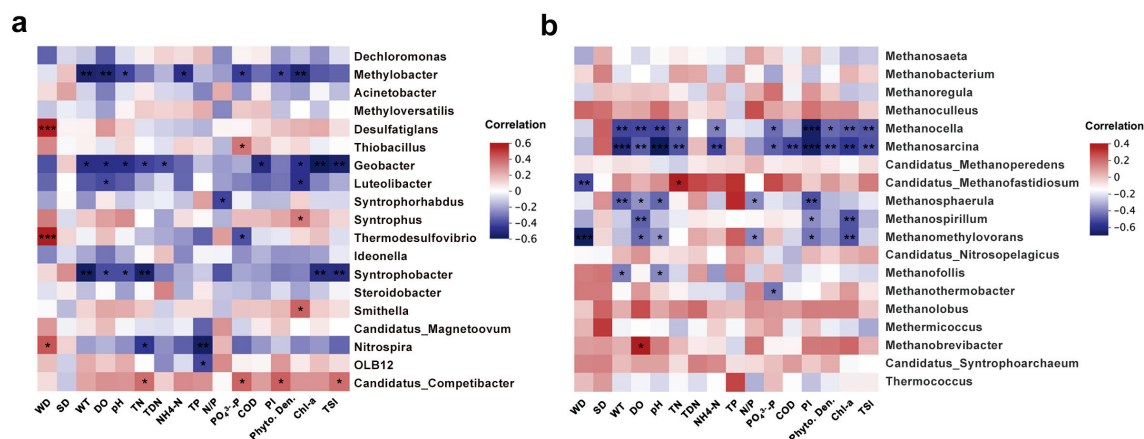 a
Dechloromonas
Methylobacter
Acinetobacter
Methyloversatilis
Desulfatiglans
Thiobacillus
Geobacter
Luteolibacter
Syntrophorhabdus
Syntrophus
Thermodesulfovibrio
Ideonella
Syntrophobacter
Steroidobacter
Smithella
Candidatus_Magnetoovum
Nitrospira
OLB12
Candidatus_Competibacter
WD SD WT DO pH TN TDN NH4-N TP N/P PO₄³⁻-P COD PI Phyto. Den. Chl-a TSI
Correlation
0.6
0.3
0.0
−0.3
−0.6
b
Methanosaeta
Methanobacterium
Methanoregula
Methanoculleus
Methanocella
Methanosarcina
Candidatus_Methanoperedens
Candidatus_Methanofastidiosum
Methanosphaerula
Methanospirillum
Methanomethylovorans
Candidatus_Nitrosopelagicus
Methanofollis
Methanothermobacter
Methanolobus
Methermicoccus
Methanobrevibacter
Candidatus_Syntrophoarchaeum
Thermococcus
WD SD WT DO pH TN TDN NH4-N TP N/P PO₄³⁻-P COD PI Phyto. Den. Chl-a TSI
Correlation
0.4
0.2
0.0
−0.2
−0.4
−0.6